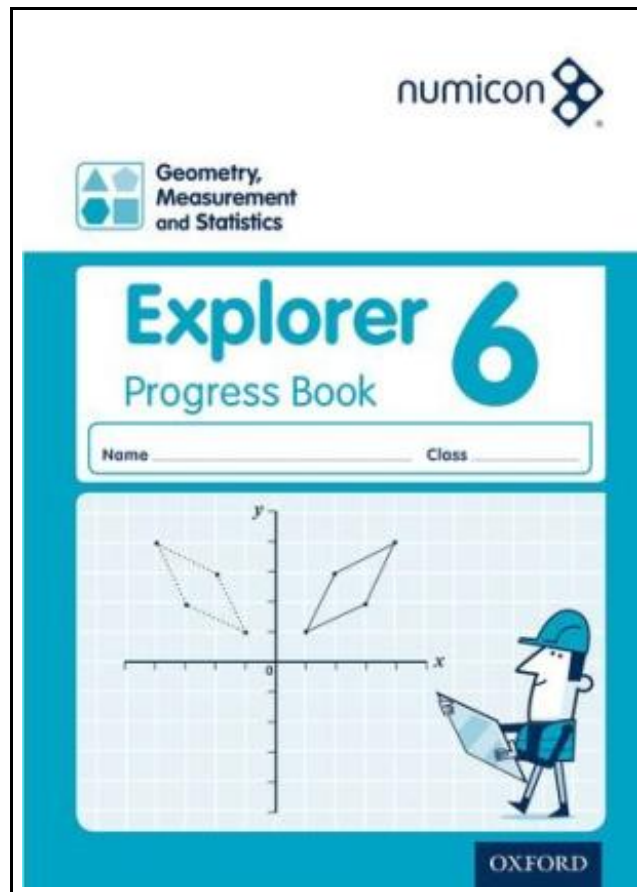 numicon
Geometry,
Measurement
and Statistics
Explorer 6
Progress Book
Name
Class
y
x
0
OXFORD